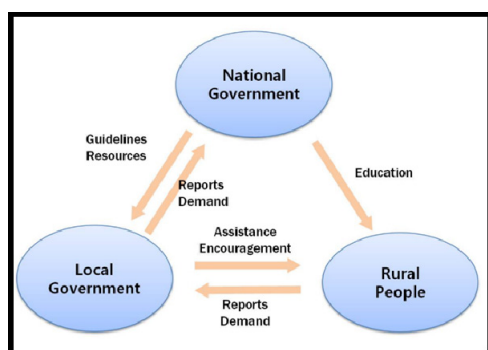 National
Government
Guidelines
Resources
Reports
Demand
Education
Assistance
Encouragement
Local
Government
Rural
People
Reports
Demand